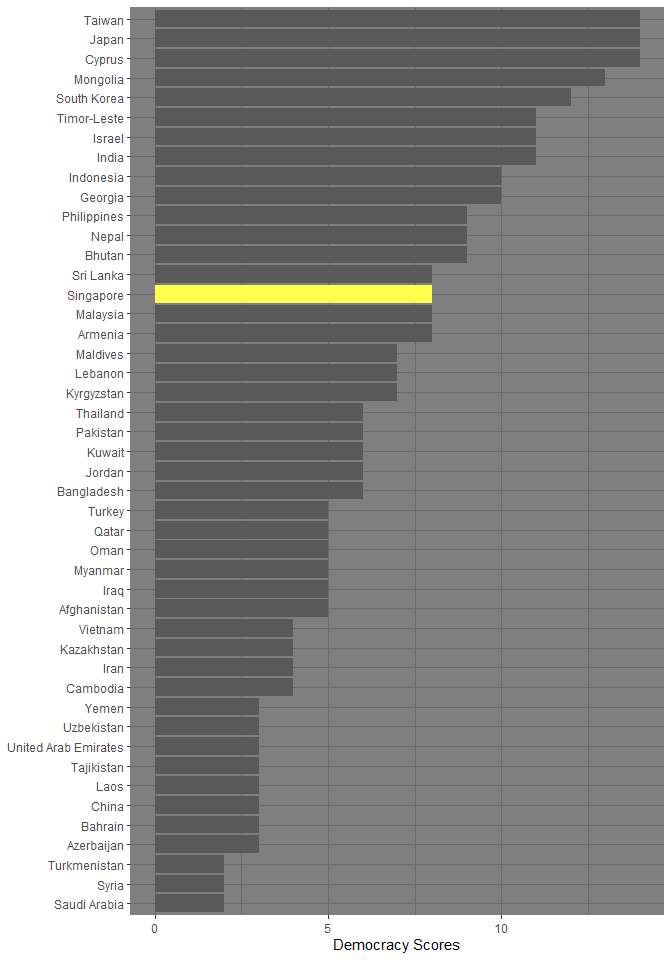 Taiwan
Japan
Cyprus
Mongolia
South Korea
Timor-Leste
Israel
India
Indonesia
Georgia
Philippines
Nepal
Bhutan
Sri Lanka
Singapore
Malaysia
Armenia
Maldives
Lebanon
Kyrgyzstan
Thailand
Pakistan
Kuwait
Jordan
Bangladesh
Turkey
Qatar
Oman
Myanmar
Iraq
Afghanistan
Vietnam
Kazakhstan
Iran
Cambodia
Yemen
Uzbekistan
United Arab Emirates
Tajikistan
Laos
China
Bahrain
Azerbaijan
Turkmenistan
Syria
Saudi Arabia
0 5 10
Democracy Scores